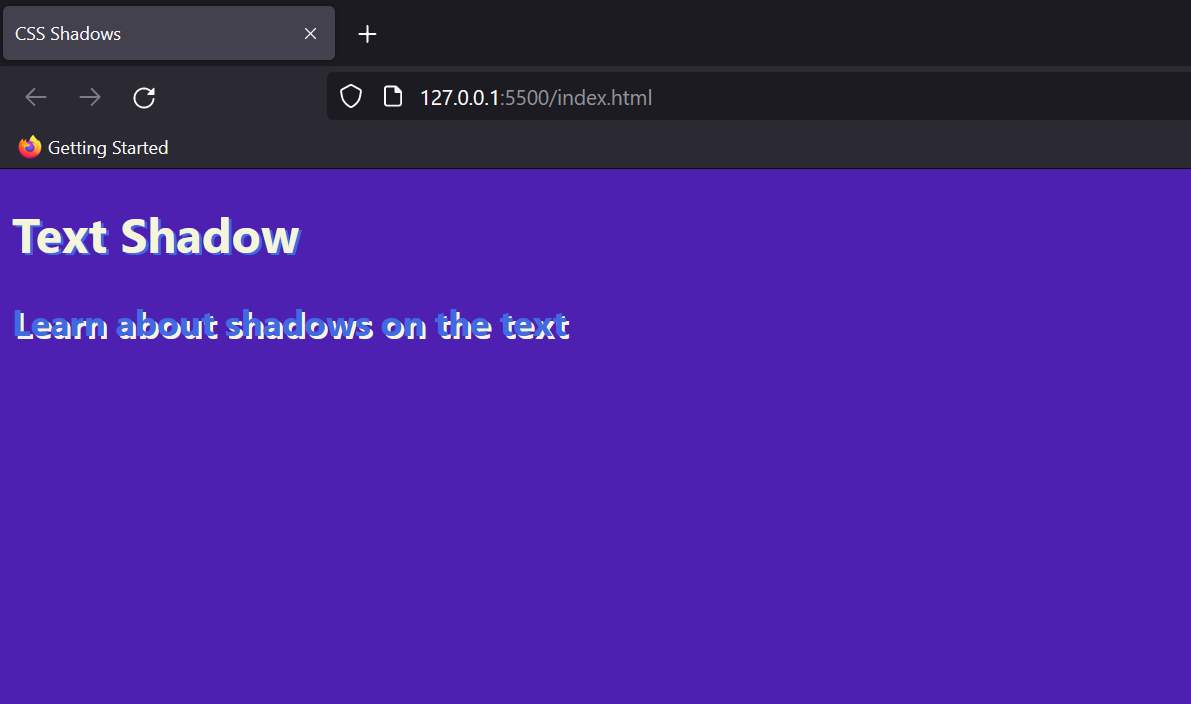 CSS Shadows
127.0.0.1:5500/index.html
Getting Started
Text Shadow
Learn about shadows on the text